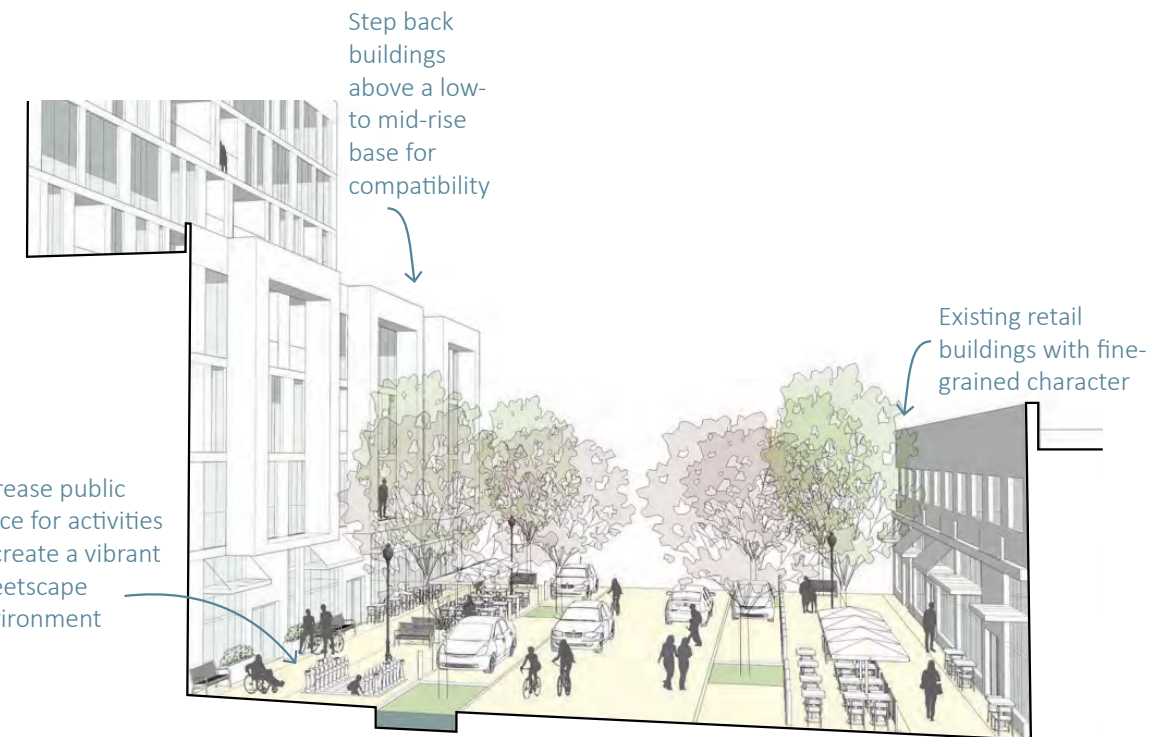 Step back
buildings
above a low-
to mid-rise
base for
compatibility
Existing retail
buildings with fine-
grained character
rease public
ce for activities
create a vibrant
eetscape
ironment